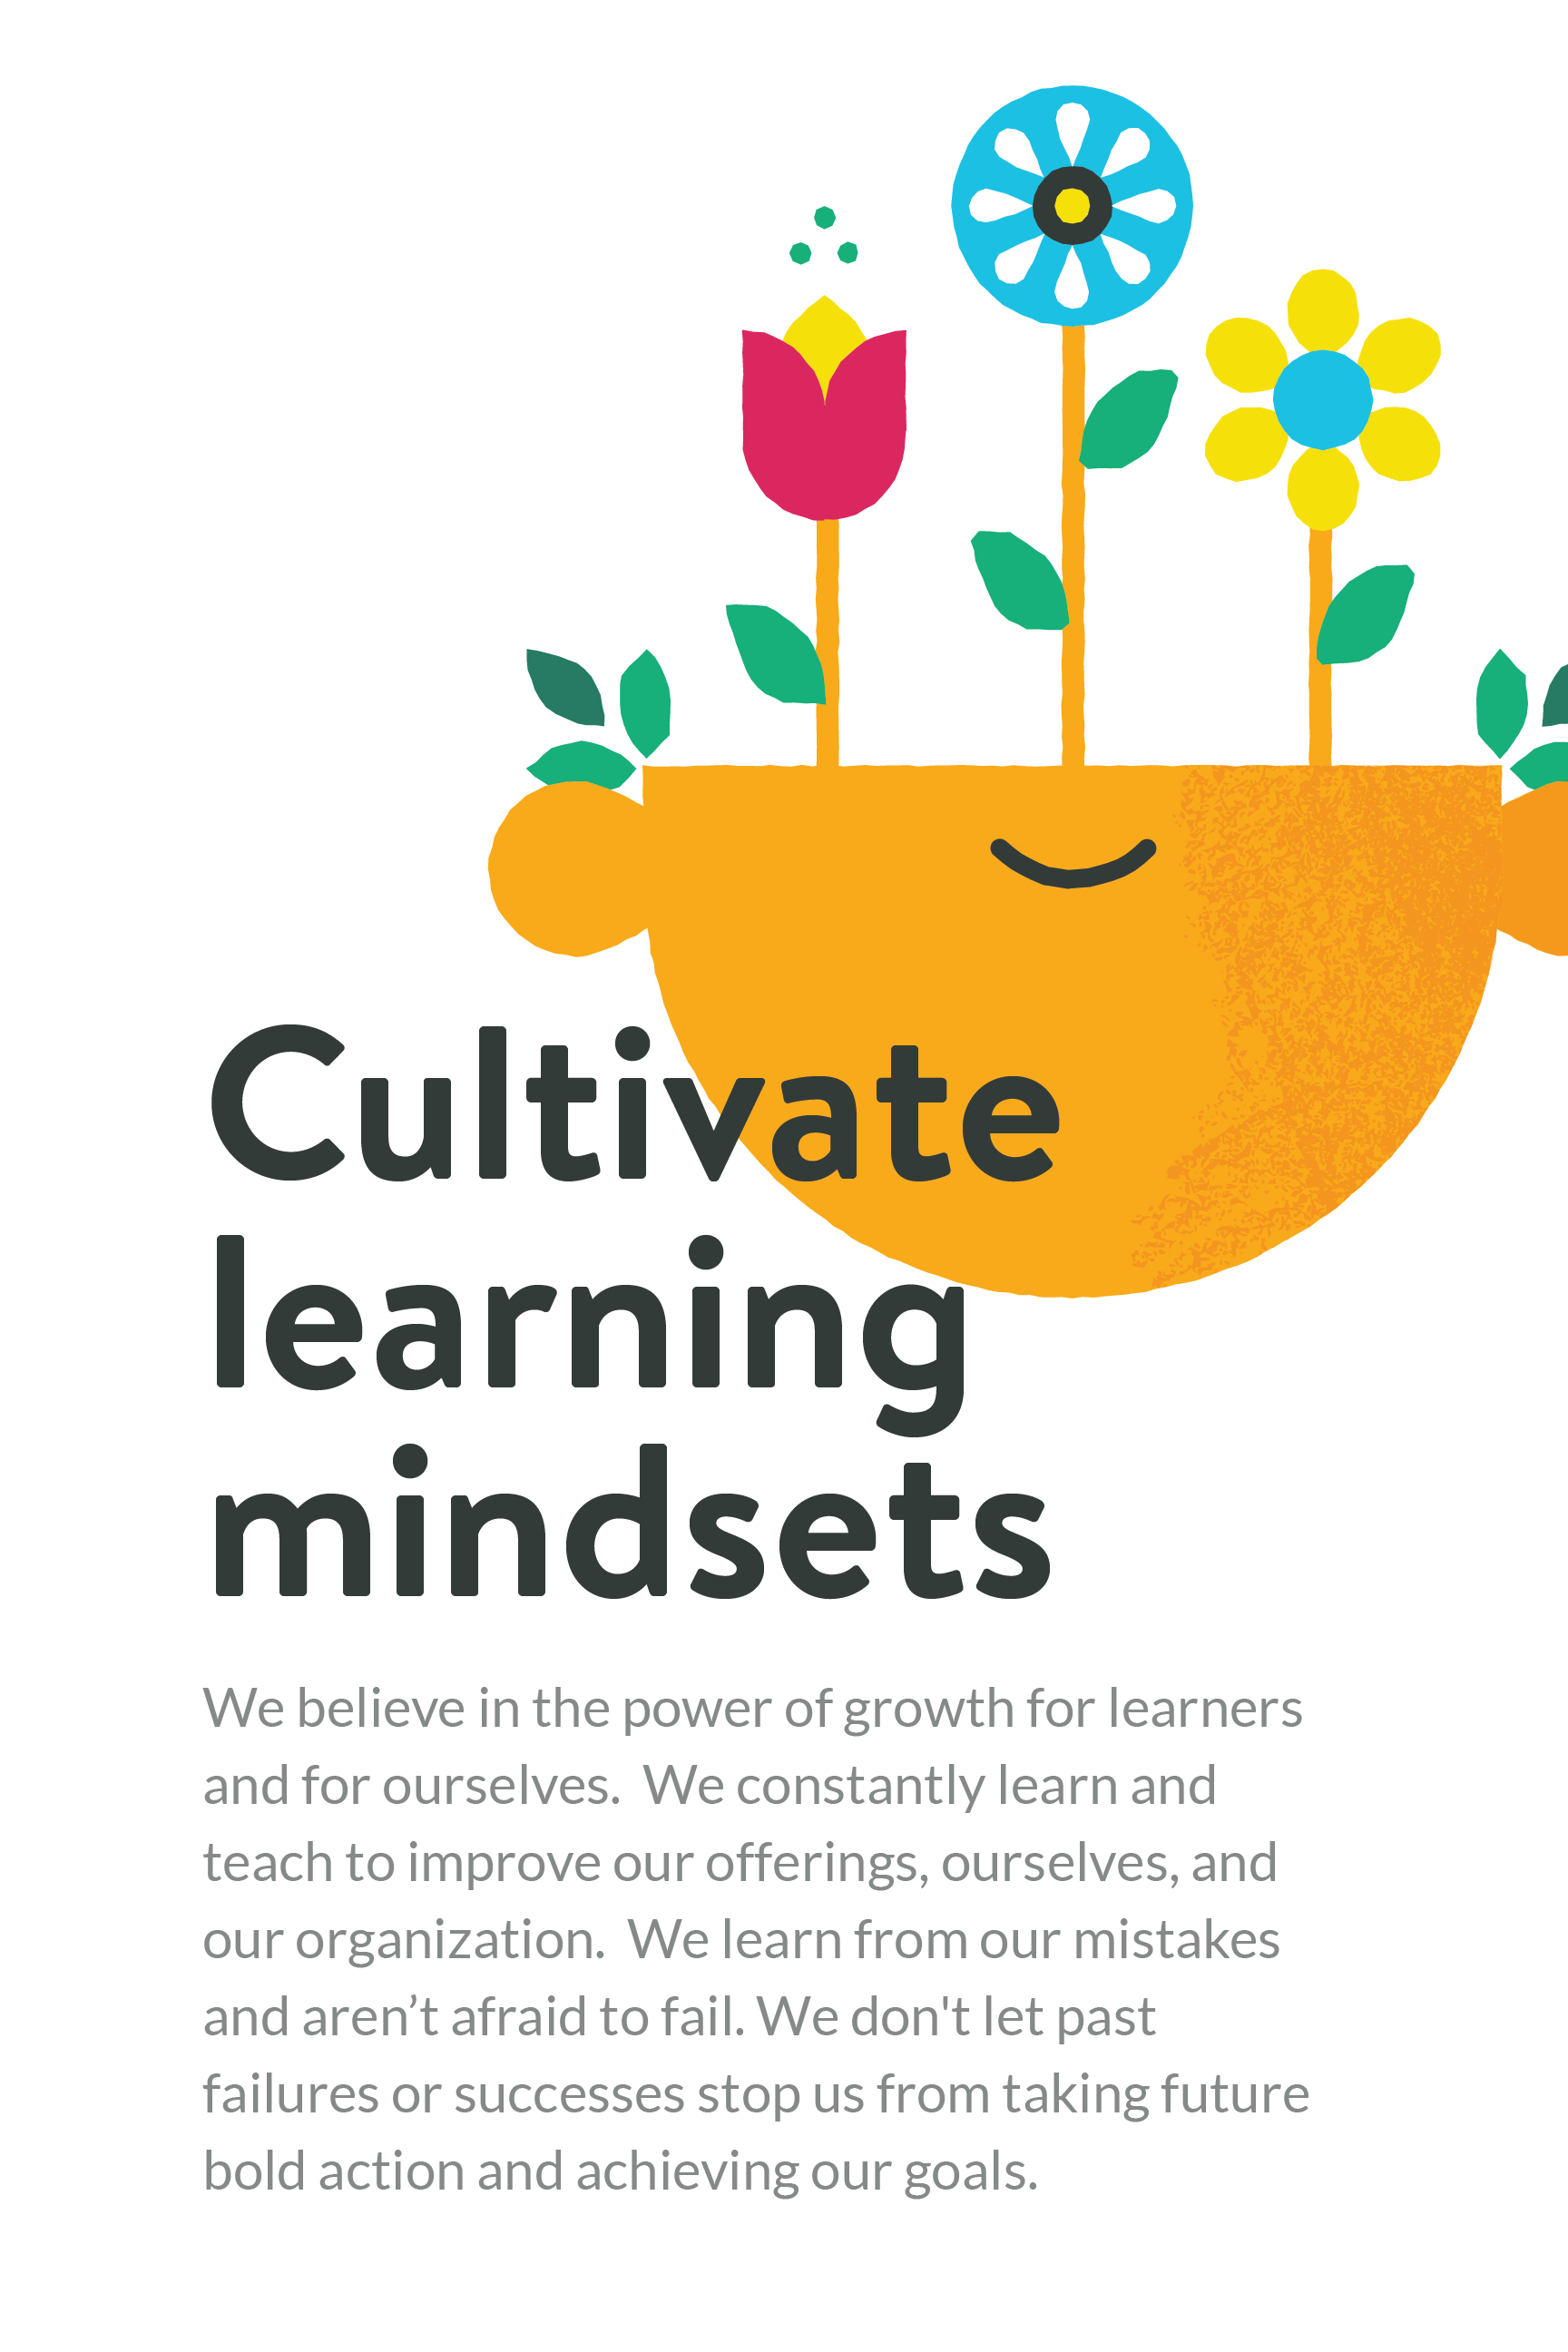 Cultivate
learning
mindsets
We believe in the power of growth for learners
and for ourselves.  We constantly learn and
teach to improve our offerings, ourselves, and
our organization.  We learn from our mistakes
and aren’t afraid to fail. We don't let past
failures or successes stop us from taking future
bold action and achieving our goals.